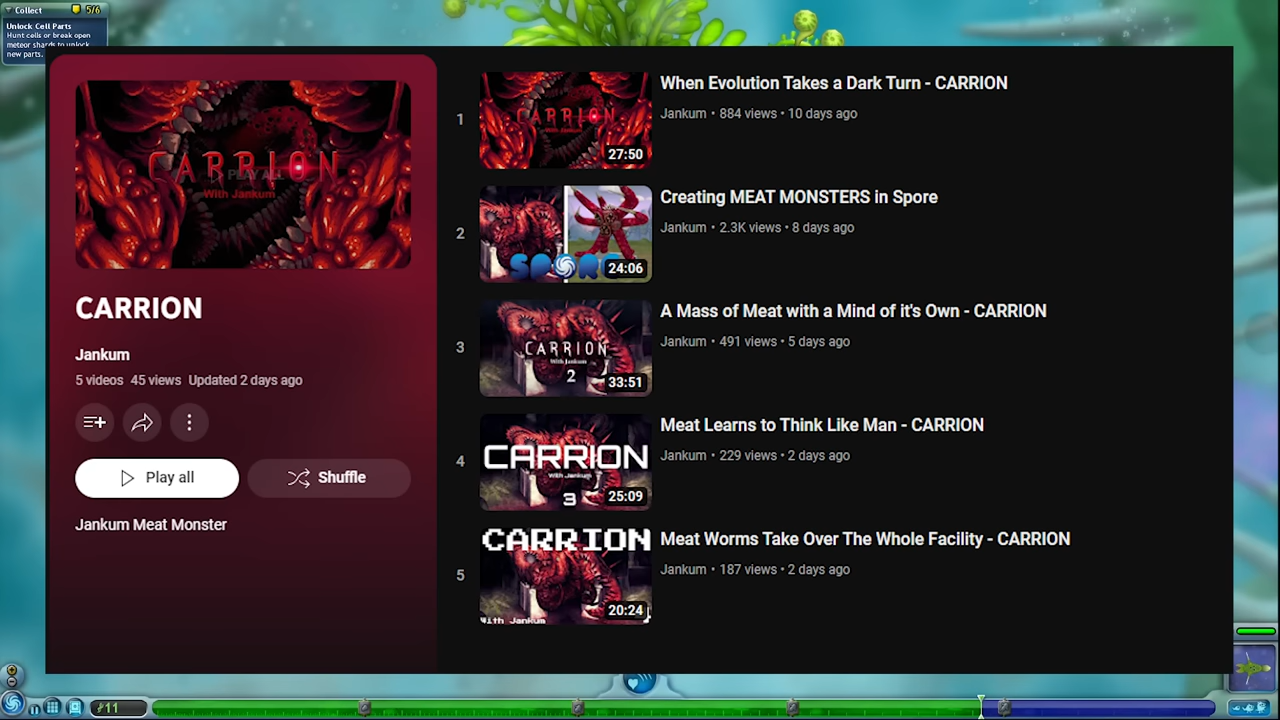 Collect 5/6
Unlock Cell Parts
Hunt cells or break open
meteor shards to unlock
new parts.
CARRION
PLAY ALL
With Jankum
CARRION
Jankum
5 videos 45 views Updated 2 days ago
Play all
Shuffle
Jankum Meat Monster
1
CARRION
With Jankum
27:50
When Evolution Takes a Dark Turn - CARRION
Jankum • 884 views • 10 days ago
2
SPORE
24:06
Creating MEAT MONSTERS in Spore
Jankum • 2.3K views • 8 days ago
3
CARRION
With Jankum
2
33:51
A Mass of Meat with a Mind of it's Own - CARRION
Jankum • 491 views • 5 days ago
4
CARRION
With Jankum
3
25:09
Meat Learns to Think Like Man - CARRION
Jankum • 229 views • 2 days ago
5
CARRION
With Jankum
20:24
Meat Worms Take Over The Whole Facility - CARRION
Jankum • 187 views • 2 days ago
11